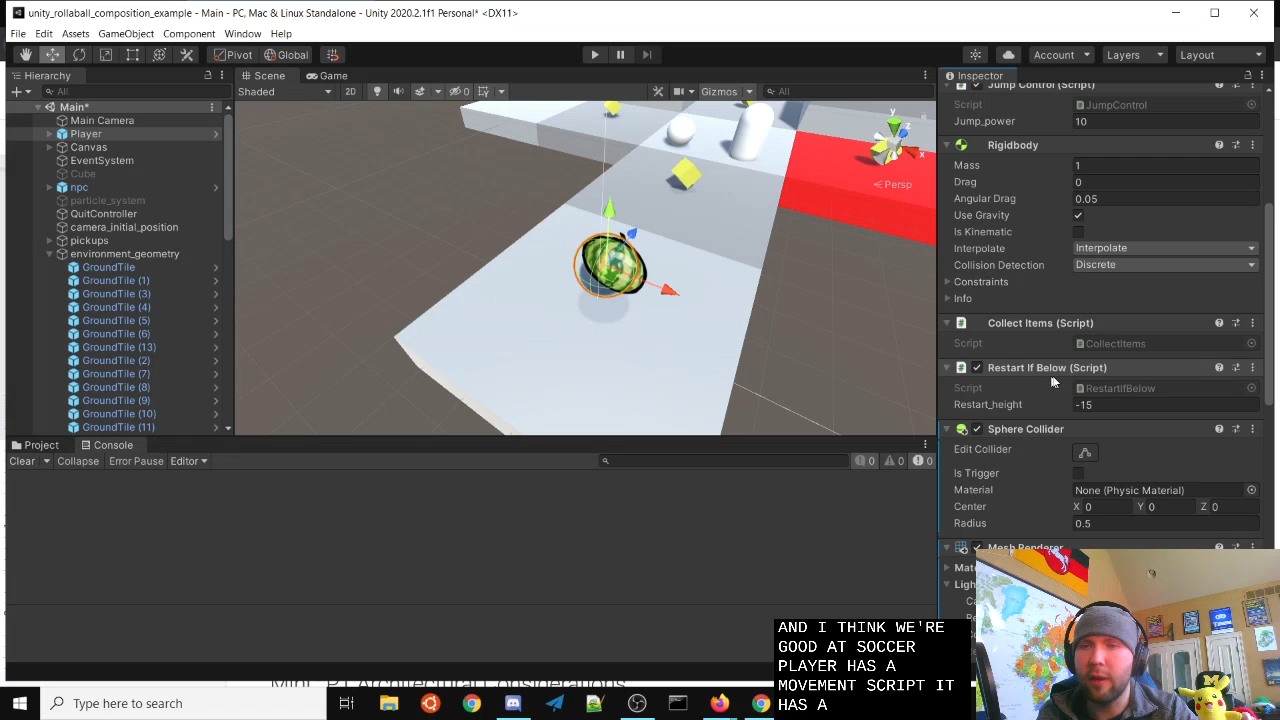 unity_rollaball_composition_example - Main - PC, Mac & Linux Standalone - Unity 2020.2.1f1 Personal* <DX11>
File Edit Assets GameObject Component Window Help
Pivot Global Account Layers Layout
Hierarchy Scene Game Inspector
All Shaded 2D 0 Gizmos All
Main*
Main Camera
Player
Canvas
EventSystem
Cube
npc
particle_system
QuitController
camera_initial_position
pickups
environment_geometry
GroundTile
GroundTile (1)
GroundTile (3)
GroundTile (4)
GroundTile (5)
GroundTile (6)
GroundTile (13)
GroundTile (2)
GroundTile (7)
GroundTile (8)
GroundTile (9)
GroundTile (10)
GroundTile (11)
y
z
x
Persp
Jump Control (Script)
Script JumpControl
Jump_power 10
Rigidbody
Mass 1
Drag 0
Angular Drag 0.05
Use Gravity
Is Kinematic
Interpolate Interpolate
Collision Detection Discrete
Constraints
Info
Collect Items (Script)
Script CollectItems
Restart If Below (Script)
Script RestartIfBelow
Restart_height -15
Sphere Collider
Edit Collider
Is Trigger
Material None (Physic Material)
Center X 0 Y 0 Z 0
Radius 0.5
Mesh Renderer
Project Console
Clear Collapse Error Pause Editor 0 0 0
AND I THINK WE'RE
GOOD AT SOCCER
PLAYER HAS A
MOVEMENT SCRIPT IT
HAS A
Type here to search